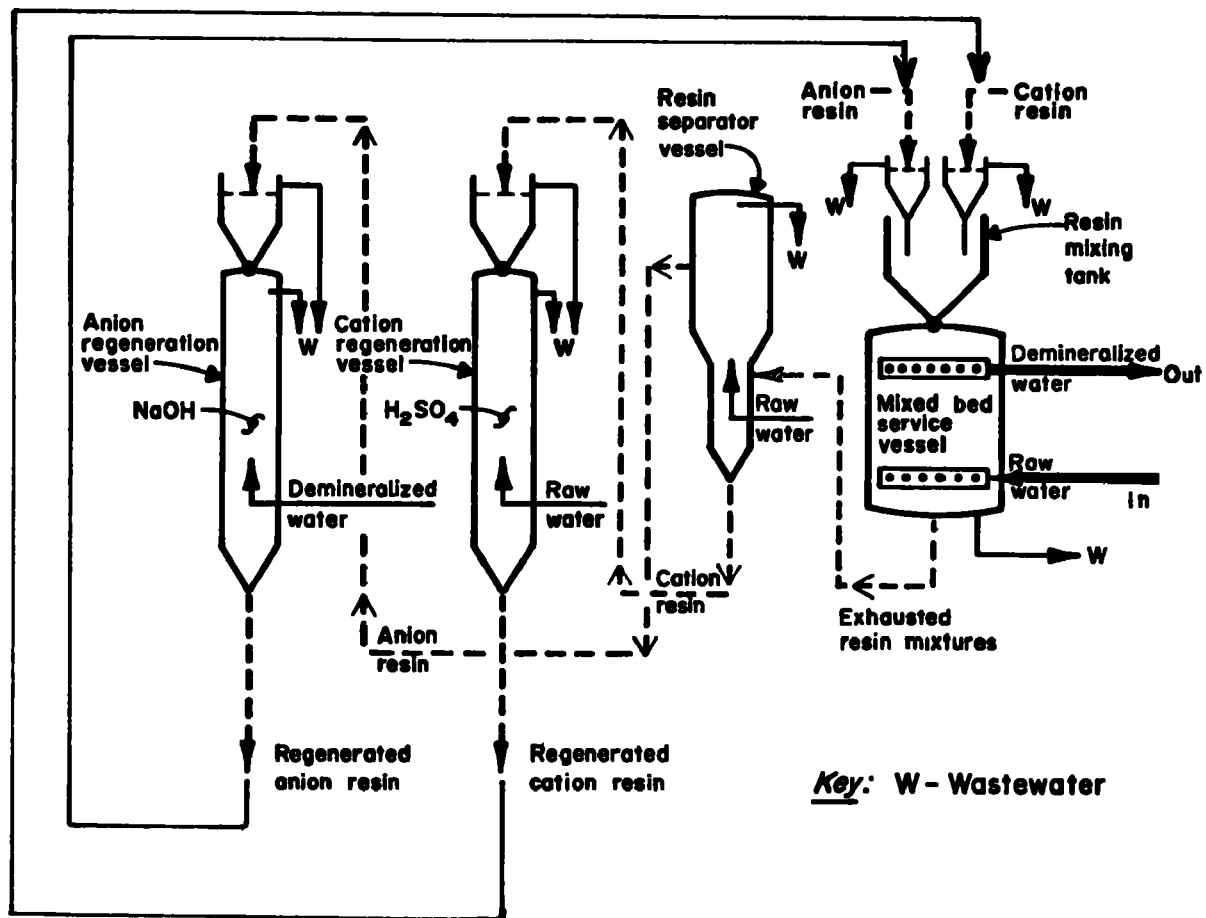 Anion
resin
Cation
resin
Resin
separator
vessel
W
W
Resin
mixing
tank
W
Anion
regeneration
vessel
W
Cation
regeneration
vessel
W
NaOH
H₂SO₄
Demineralized
water
Out
Mixed bed
service
vessel
Raw
water
Raw
water
In
Demineralized
water
Raw
water
W
Cation
resin
Exhausted
resin mixtures
Anion
resin
Regenerated
anion resin
Regenerated
cation resin
Key: W - Wastewater